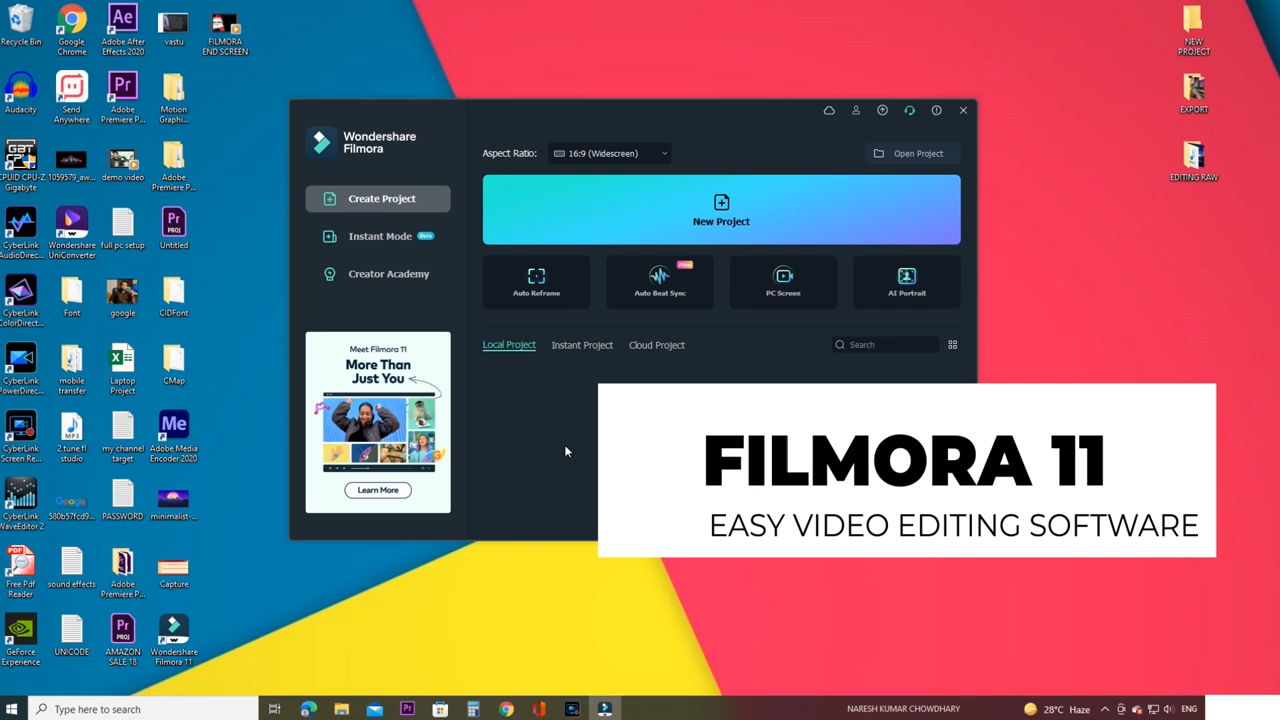 Recycle Bin
Google
Chrome
Adobe After
Effects 2020
vastu
FILMORA
END SCREEN
NEW
PROJECT
Audacity
Send
Anywhere
Adobe
Premiere P...
Motion
Graphi...
EXPORT
CPUID CPU-Z
Gigabyte
1059579_aw...
demo video
Adobe
Premiere P...
EDITING RAW
CyberLink
AudioDirec...
Wondershare
UniConverter
full pc setup
Untitled
CyberLink
ColorDirect...
Font
google
CIDFont
CyberLink
PowerDirec...
mobile
transfer
Laptop
Project
CMap
CyberLink
Screen Re...
2 tune fl
studio
my channel
target
Adobe Media
Encoder 2020
CyberLink
WaveEditor 2
580b57fcd9...
PASSWORD
minimalist-...
Free Pdf
Reader
sound effects
Adobe
Premiere P...
Capture
GeForce
Experience
UNICODE
AMAZON
SALE 18
Wondershare
Filmora 11
Wondershare
Filmora
Create Project
Instant Mode Beta
Creator Academy
Meet Filmora 11
More Than
Just You
Learn More
Aspect Ratio: 16:9 (Widescreen)
Open Project
New Project
Auto Reframe
New
Auto Beat Sync
PC Screen
AI Portrait
Local Project Instant Project Cloud Project
Search
FILMORA 11
EASY VIDEO EDITING SOFTWARE
Type here to search
NARESH KUMAR CHOWDHARY
28°C Haze
ENG